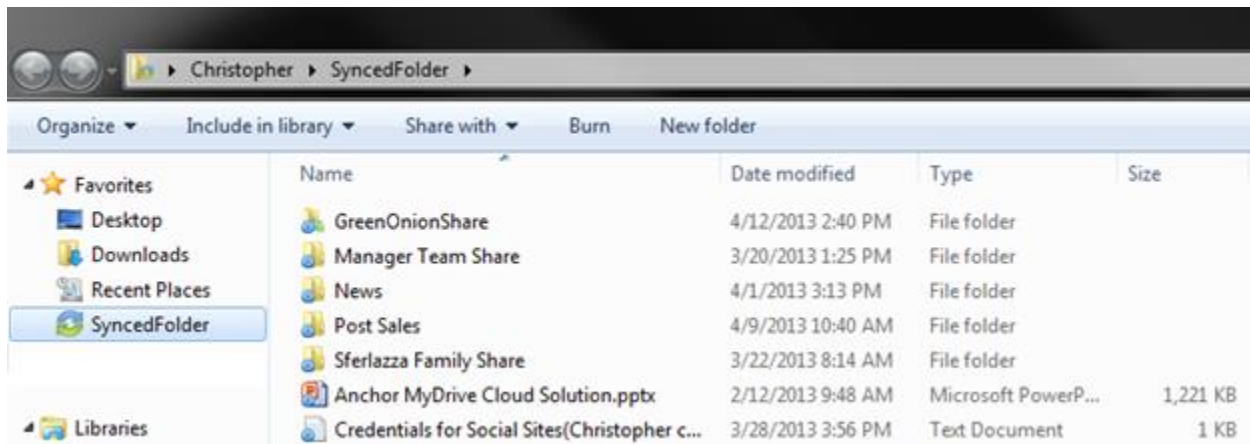 Christopher SyncedFolder
Organize Include in library Share with Burn New folder
Favorites
Desktop
Downloads
Recent Places
SyncedFolder
Libraries
Name Date modified Type Size
GreenOnionShare 4/12/2013 2:40 PM File folder
Manager Team Share 3/20/2013 1:25 PM File folder
News 4/1/2013 3:13 PM File folder
Post Sales 4/9/2013 10:40 AM File folder
Sferlazza Family Share 3/22/2013 8:14 AM File folder
Anchor MyDrive Cloud Solution.pptx 2/12/2013 9:48 AM Microsoft PowerP... 1,221 KB
Credentials for Social Sites(Christopher c... 3/28/2013 3:56 PM Text Document 1 KB